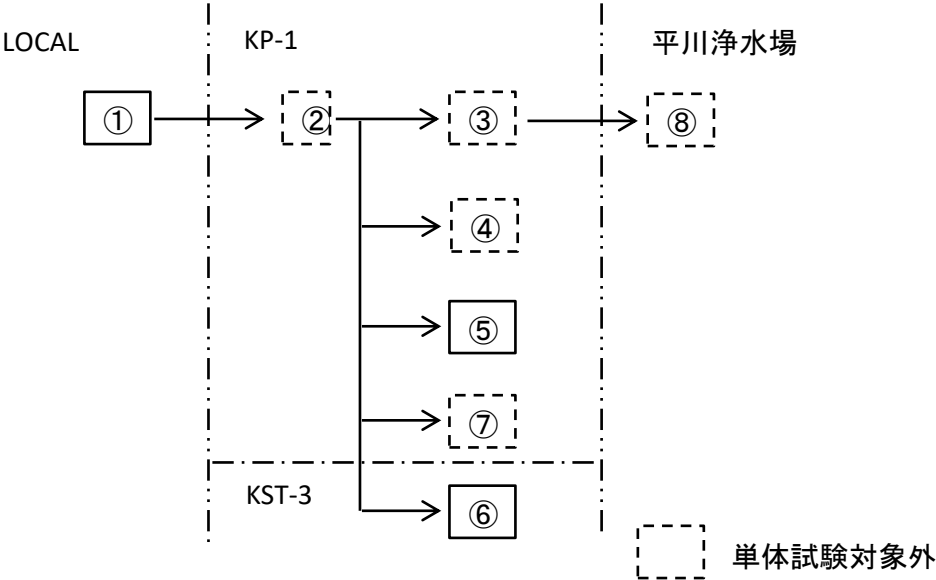 LOCAL
KP-1
平川浄水場
①
②
③
⑧
④
⑤
⑦
KST-3
⑥
単体試験対象外